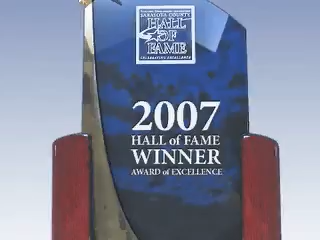 SARASOTA COUNTY
HALL
OF
FAME
CELEBRATING EXCELLENCE
2007
HALL of FAME
WINNER
AWARD of EXCELLENCE